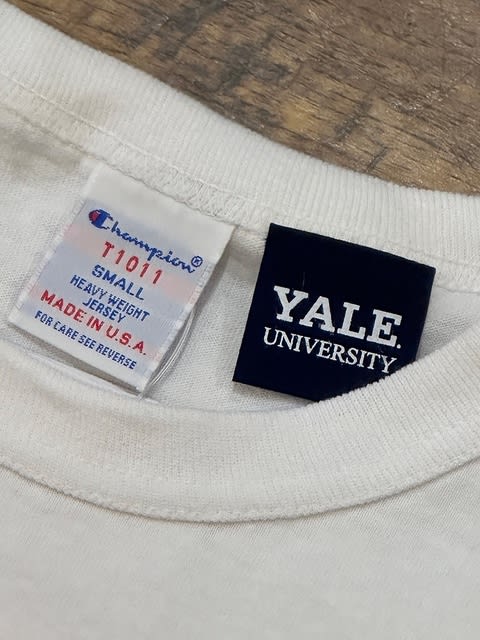 Champion®
T1011
SMALL
HEAVY WEIGHT
JERSEY
MADE IN U.S.A.
FOR CARE SEE REVERSE
YALE.
UNIVERSITY